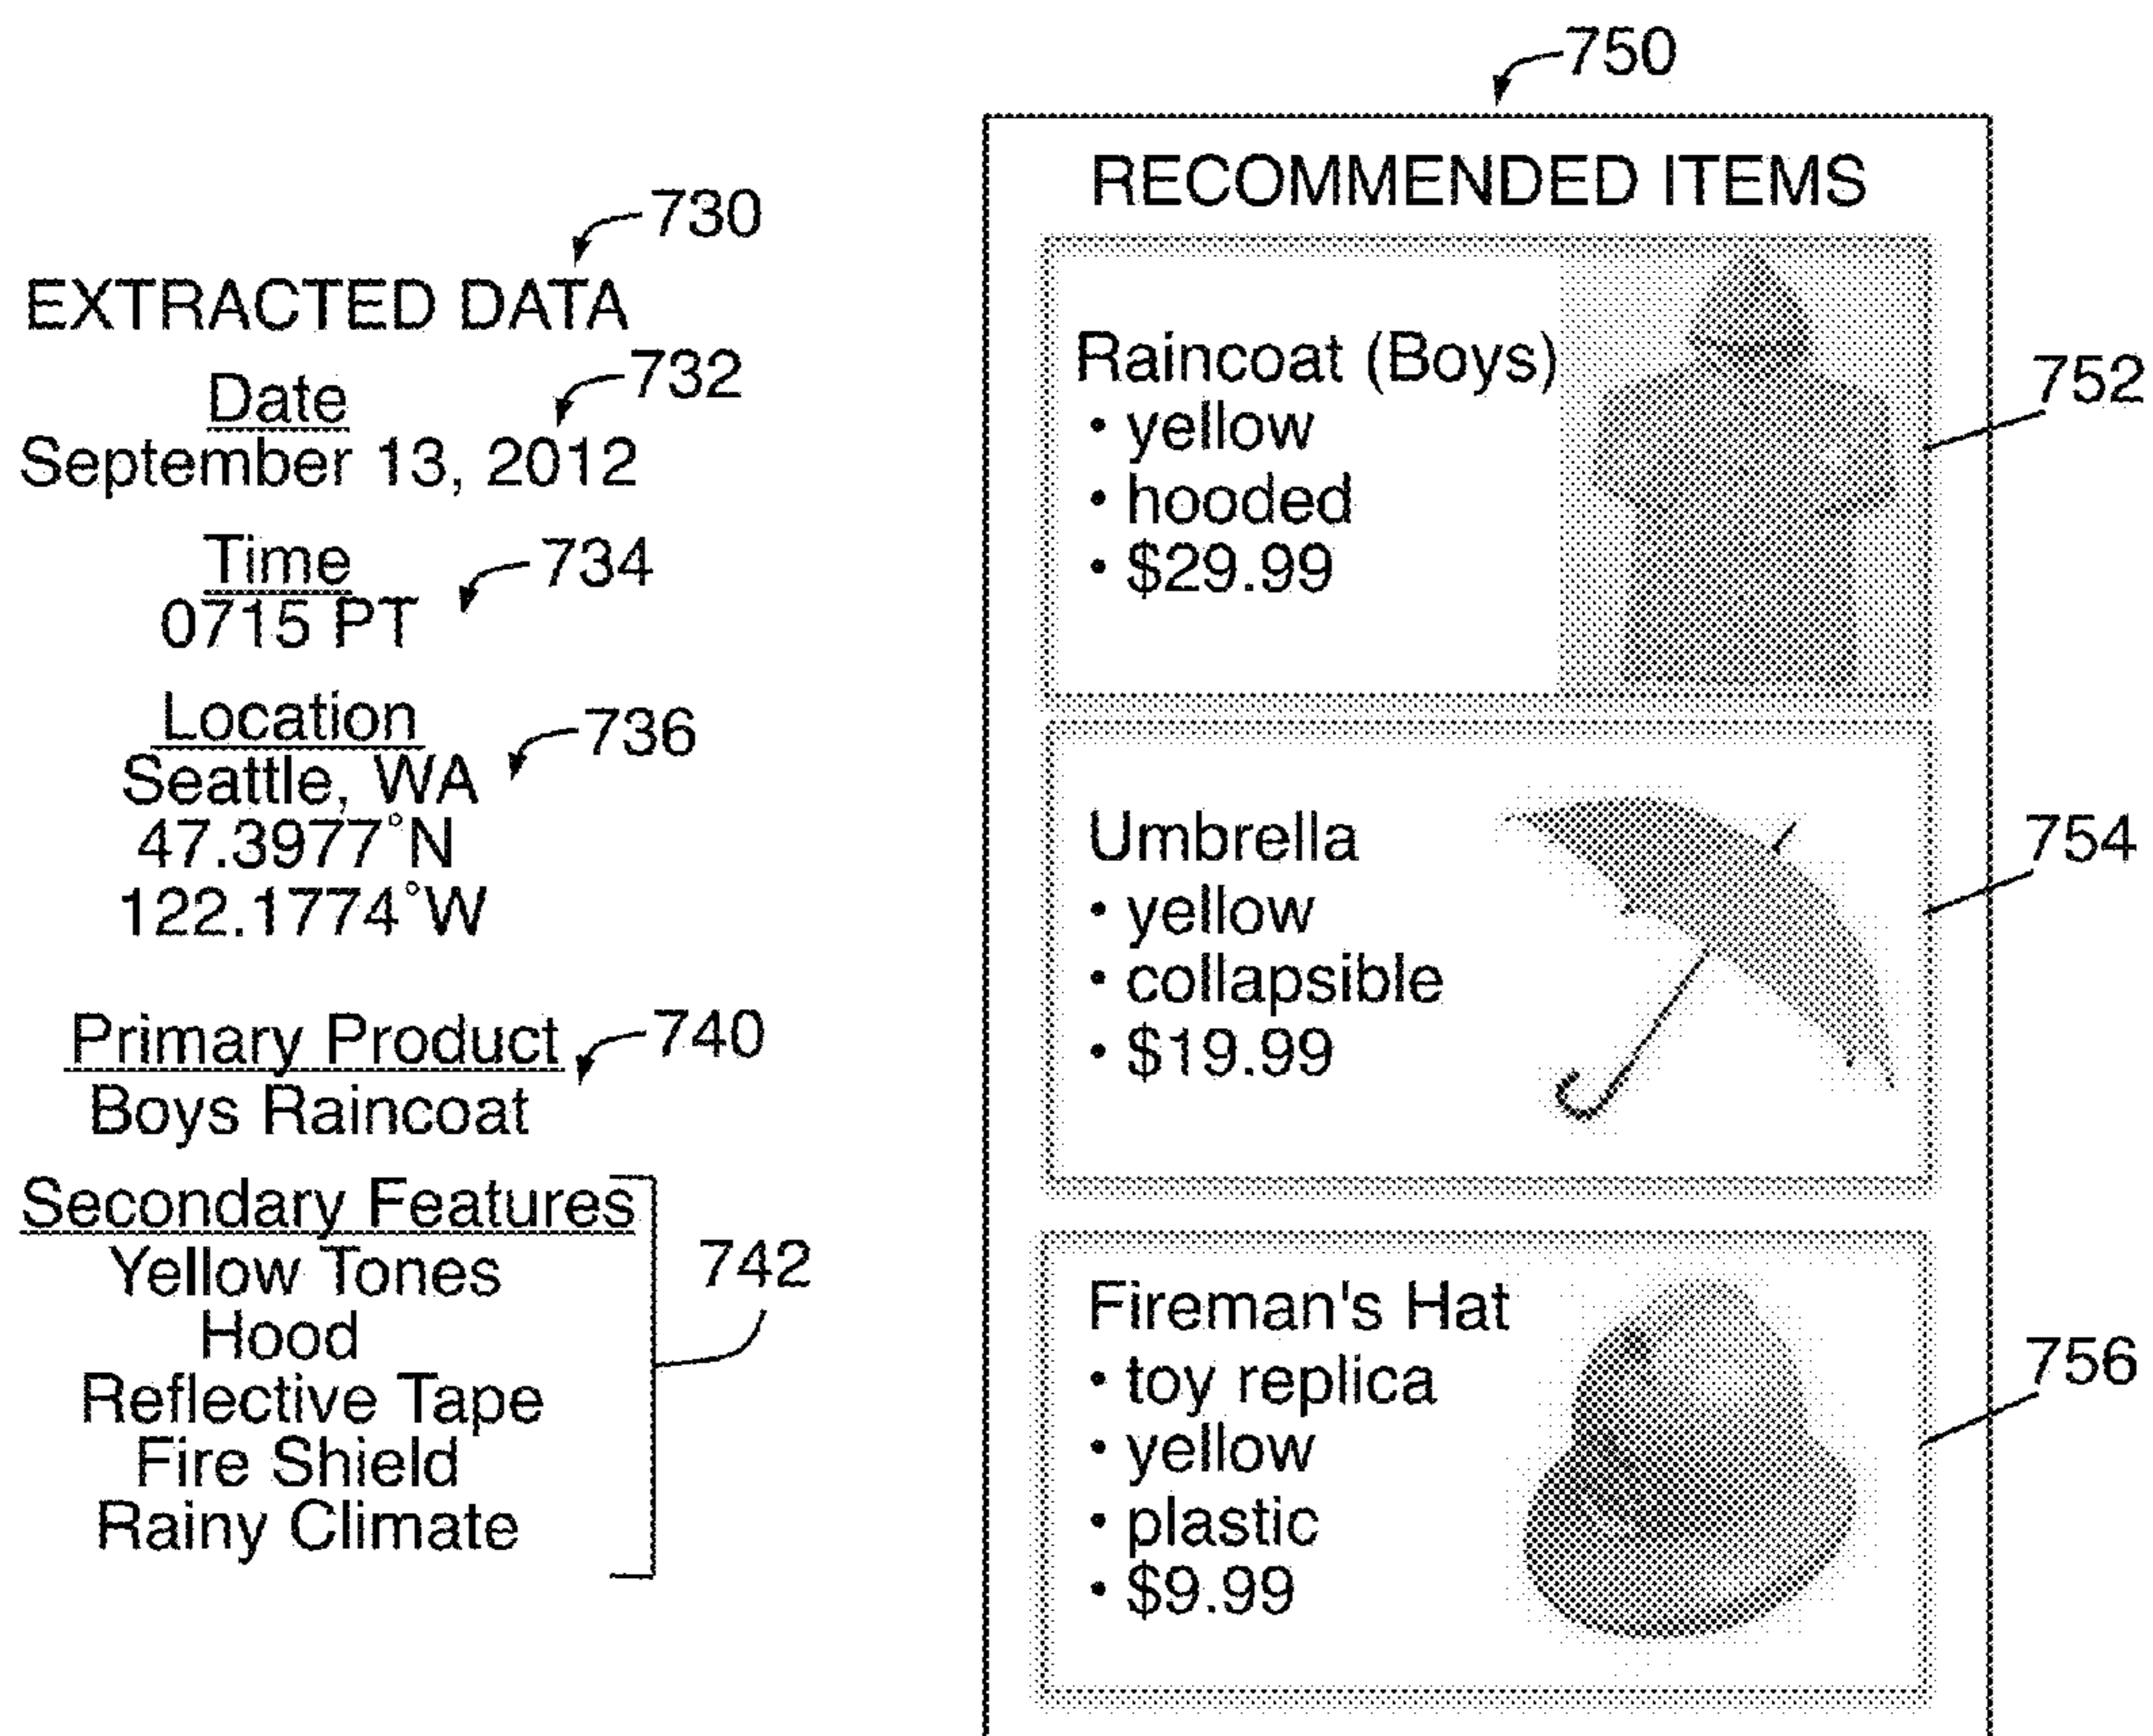 730
EXTRACTED DATA
732
Date
September 13, 2012
734
Time
0715 PT
736
Location
Seattle, WA
47.3977°N
122.1774°W
740
Primary Product
Boys Raincoat
Secondary Features
Yellow Tones
Hood
Reflective Tape
Fire Shield
Rainy Climate
742
750
RECOMMENDED ITEMS
Raincoat (Boys)
• yellow
• hooded
• $29.99
752
Umbrella
• yellow
• collapsible
• $19.99
754
Fireman's Hat
• toy replica
• yellow
• plastic
• $9.99
756